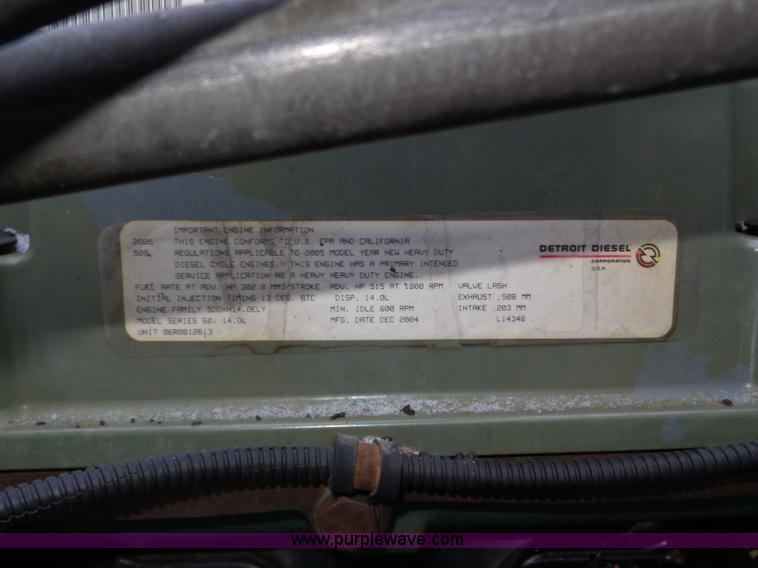 IMPORTANT ENGINE INFORMATION
2005 THIS ENGINE CONFORMS TO U.S. EPA AND CALIFORNIA
50S REGULATIONS APPLICABLE TO 2005 MODEL YEAR NEW HEAVY DUTY
DIESEL CYCLE ENGINES. THIS ENGINE HAS A PRIMARY INTENDED
SERVICE APPLICATION AS A HEAVY HEAVY DUTY ENGINE.
FUEL RATE AT ADV. HP 302.8 MM3/STROKE ADV. HP 515 AT 1800 RPM VALVE LASH
INITIAL INJECTION TIMING 13 DEG. BTC DISP. 14.0L EXHAUST .508 MM
ENGINE FAMILY 5DDXH14.0ELY MIN. IDLE 600 RPM INTAKE .203 MM
MODEL SERIES 60, 14.0L MFG. DATE DEC 2004 L14346
UNIT 06R0812613
DETROIT DIESEL
CORPORATION
U.S.A.
www.purplewave.com